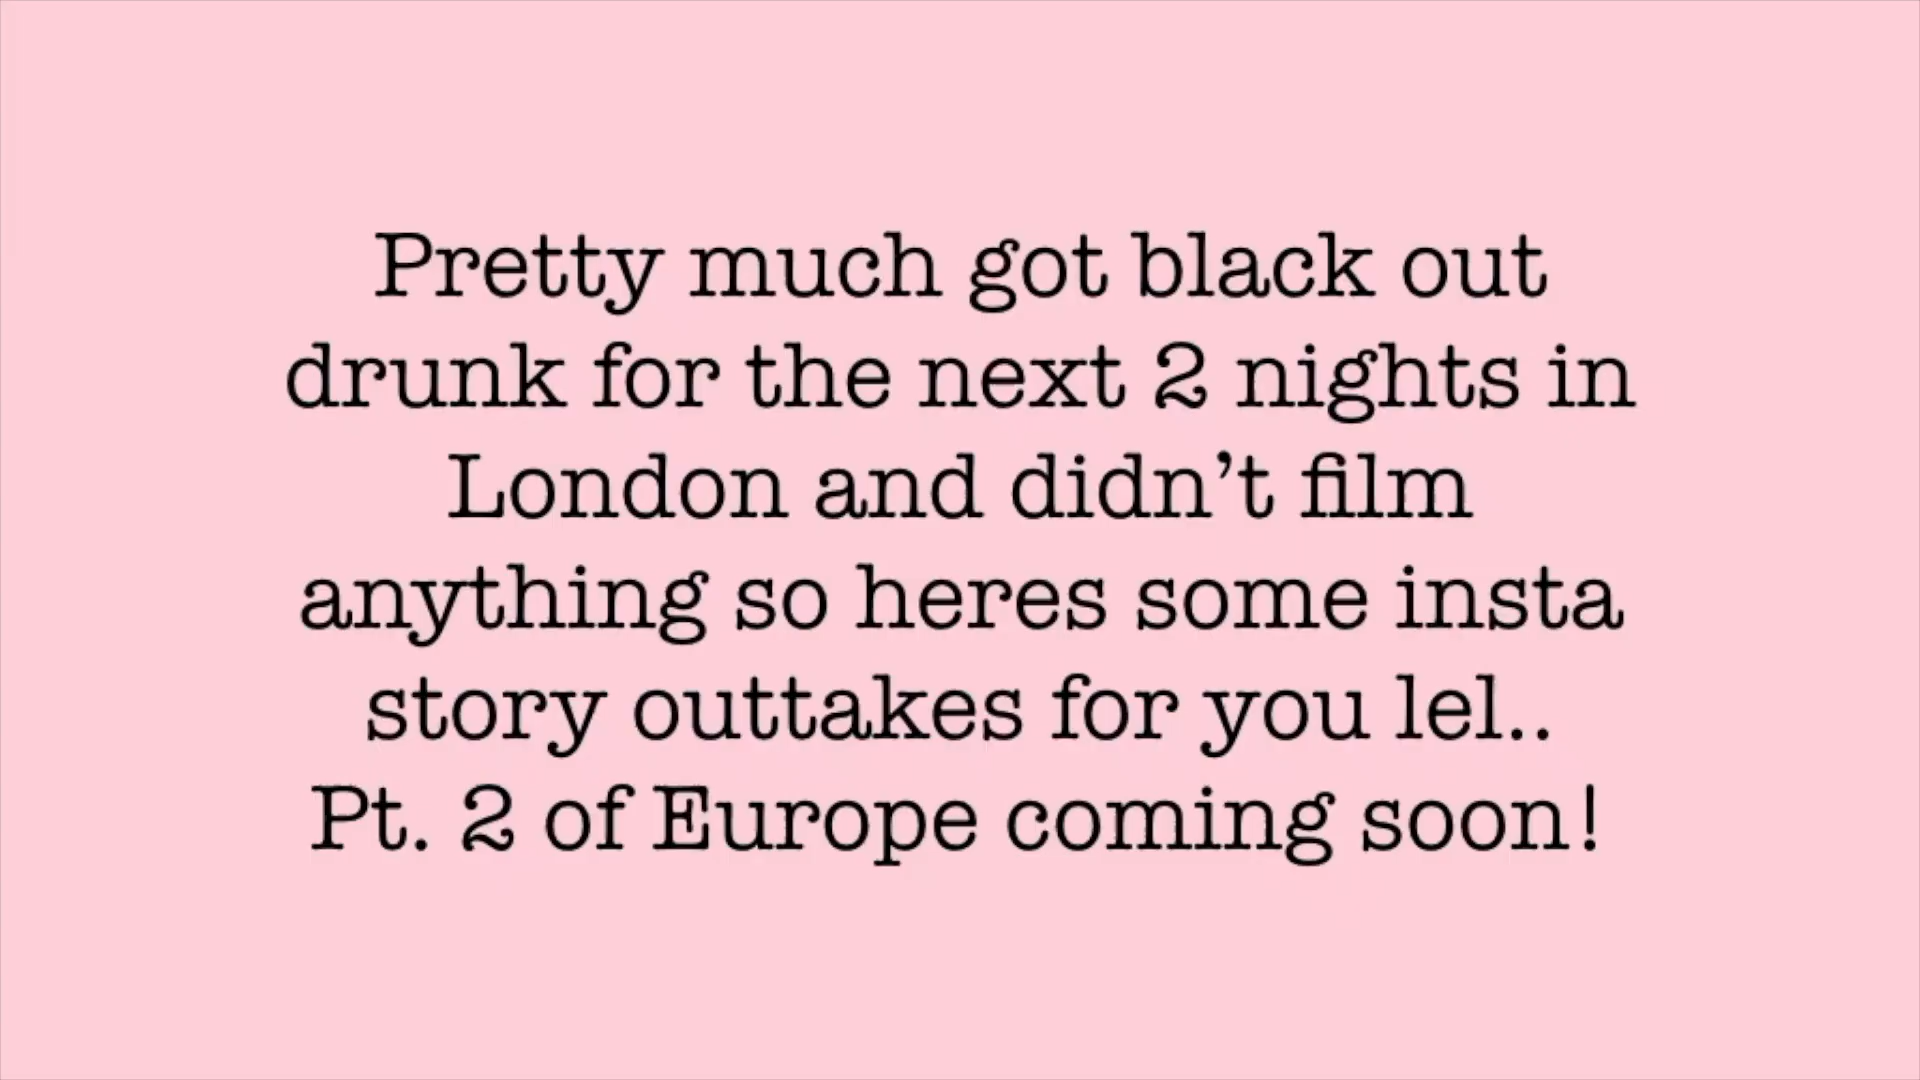 Pretty much got black out
drunk for the next 2 nights in
London and didn’t film
anything so heres some insta
story outtakes for you lel..
Pt. 2 of Europe coming soon!